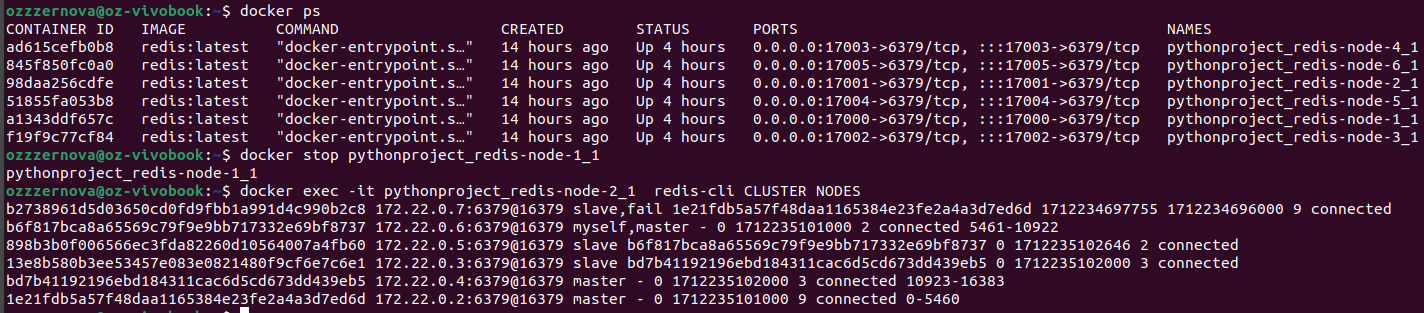 ozzzernova@oz-vivobook:~$ docker ps
CONTAINER ID   IMAGE          COMMAND                  CREATED        STATUS       PORTS                                         NAMES
ad615cefb0b8   redis:latest   "docker-entrypoint.s…"   14 hours ago   Up 4 hours   0.0.0.0:17003->6379/tcp, :::17003->6379/tcp   pythonproject_redis-node-4_1
845f850fc0a0   redis:latest   "docker-entrypoint.s…"   14 hours ago   Up 4 hours   0.0.0.0:17005->6379/tcp, :::17005->6379/tcp   pythonproject_redis-node-6_1
98daa256cdfe   redis:latest   "docker-entrypoint.s…"   14 hours ago   Up 4 hours   0.0.0.0:17001->6379/tcp, :::17001->6379/tcp   pythonproject_redis-node-2_1
51855fa053b8   redis:latest   "docker-entrypoint.s…"   14 hours ago   Up 4 hours   0.0.0.0:17004->6379/tcp, :::17004->6379/tcp   pythonproject_redis-node-5_1
a1343ddf657c   redis:latest   "docker-entrypoint.s…"   14 hours ago   Up 4 hours   0.0.0.0:17000->6379/tcp, :::17000->6379/tcp   pythonproject_redis-node-1_1
f19f9c77cf84   redis:latest   "docker-entrypoint.s…"   14 hours ago   Up 4 hours   0.0.0.0:17002->6379/tcp, :::17002->6379/tcp   pythonproject_redis-node-3_1
ozzzernova@oz-vivobook:~$ docker stop pythonproject_redis-node-1_1
pythonproject_redis-node-1_1
ozzzernova@oz-vivobook:~$ docker exec -it pythonproject_redis-node-2_1  redis-cli CLUSTER NODES
b2738961d5d03650cd0fd9fbb1a991d4c990b2c8 172.22.0.7:6379@16379 slave,fail 1e21fdb5a57f48daa1165384e23fe2a4a3d7ed6d 1712234697755 1712234696000 9 connected
b6f817bca8a65569c79f9e9bb717332e69bf8737 172.22.0.6:6379@16379 myself,master - 0 1712235101000 2 connected 5461-10922
898b3b0f006566ec3fda82260d10564007a4fb60 172.22.0.5:6379@16379 slave b6f817bca8a65569c79f9e9bb717332e69bf8737 0 1712235102646 2 connected
13e8b580b3ee53457e083e0821480f9cf6e7c6e1 172.22.0.3:6379@16379 slave bd7b41192196ebd184311cac6d5cd673dd439eb5 0 1712235102000 3 connected
bd7b41192196ebd184311cac6d5cd673dd439eb5 172.22.0.4:6379@16379 master - 0 1712235102000 3 connected 10923-16383
1e21fdb5a57f48daa1165384e23fe2a4a3d7ed6d 172.22.0.2:6379@16379 master - 0 1712235101000 9 connected 0-5460